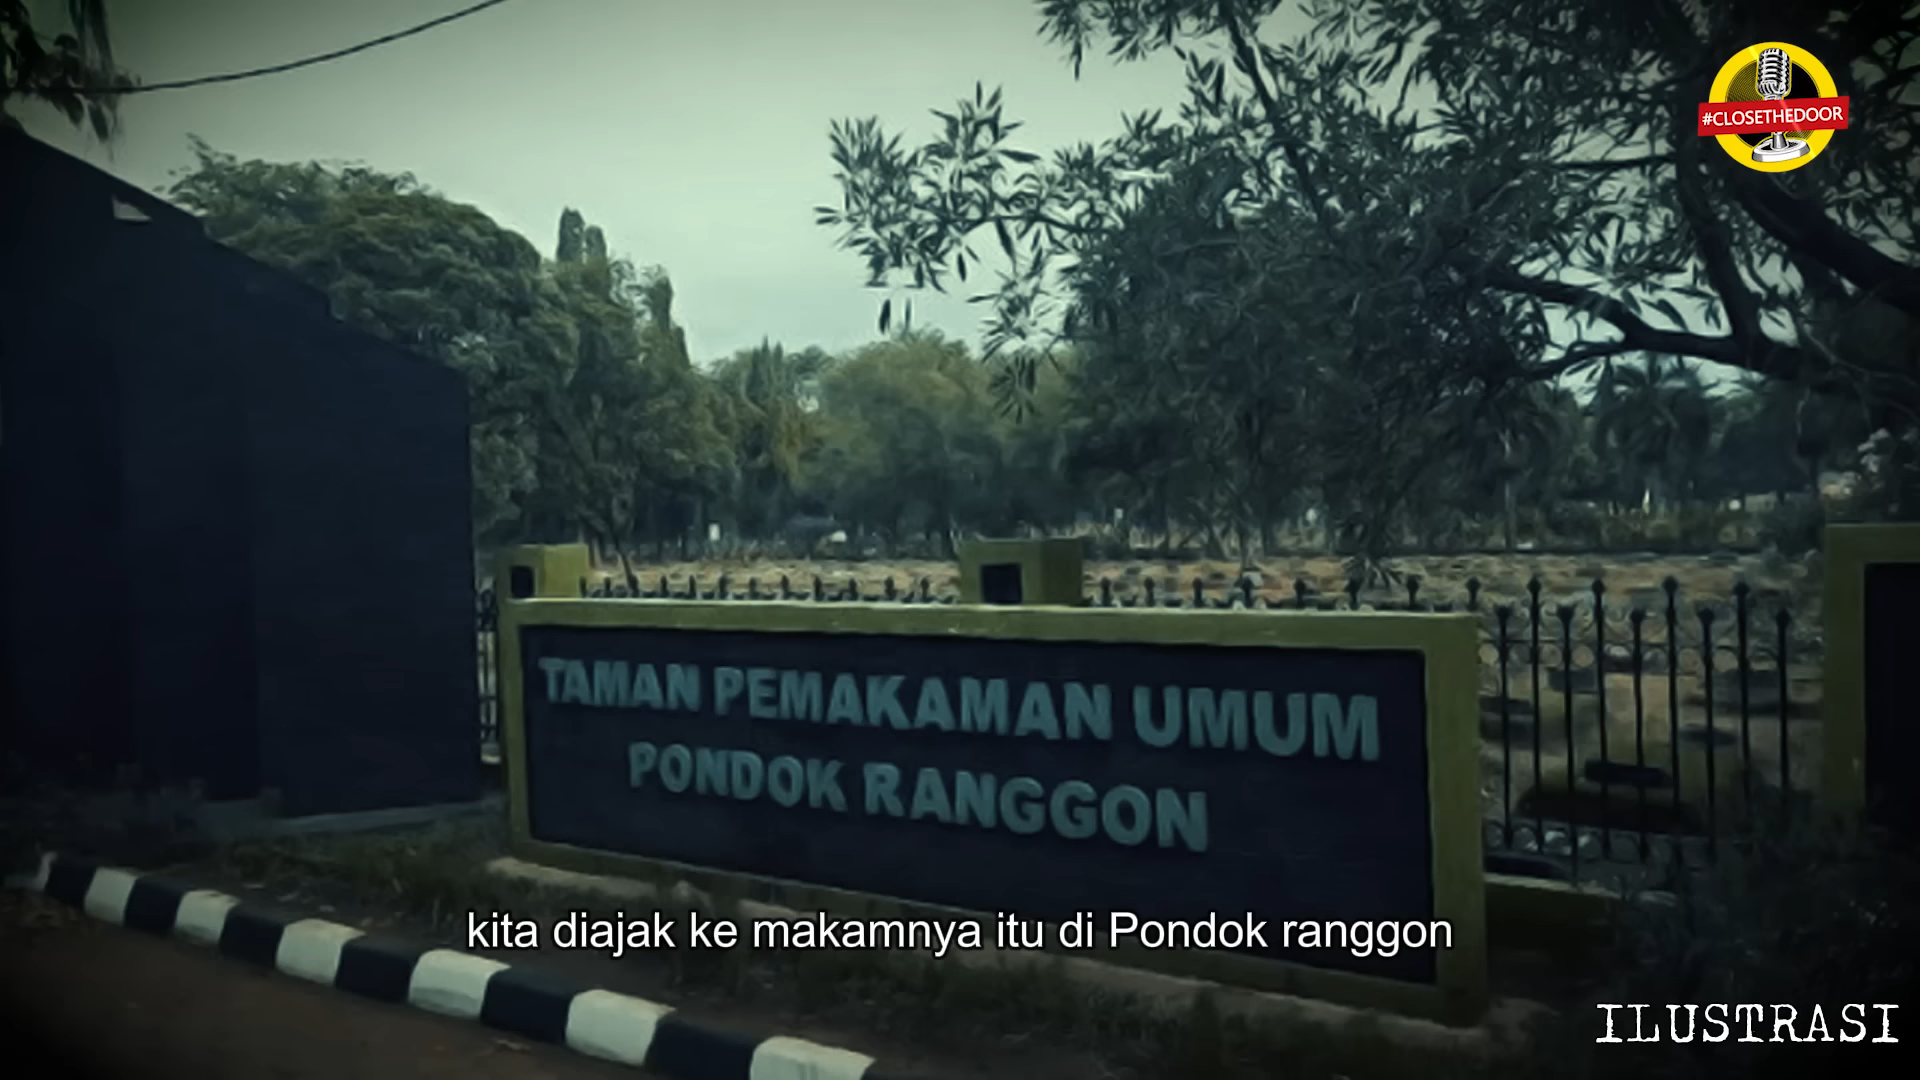 #CLOSETHEDOOR
TAMAN PEMAKAMAN UMUM
PONDOK RANGGON
kita diajak ke makamnya itu di Pondok ranggon
ILUSTRASI